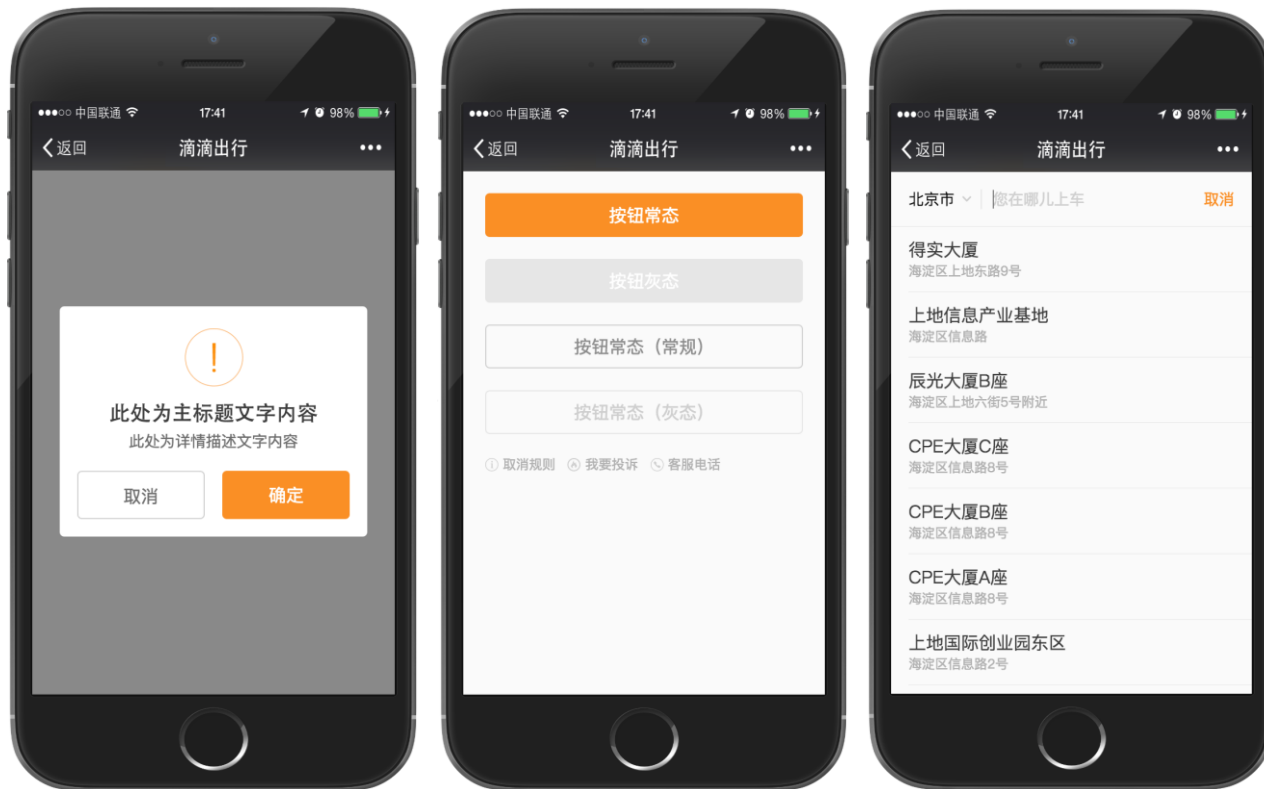 中国联通 17:41 98%
返回 滴滴出行
!
此处为主标题文字内容
此处为详情描述文字内容
取消 确定
中国联通 17:41 98%
返回 滴滴出行
按钮常态
按钮灰态
按钮常态（常规）
按钮常态（灰态）
取消规则 我要投诉 客服电话
中国联通 17:41 98%
返回 滴滴出行
北京市 您在哪儿上车 取消
得实大厦
海淀区上地东路9号
上地信息产业基地
海淀区信息路
辰光大厦B座
海淀区上地六街5号附近
CPE大厦C座
海淀区信息路8号
CPE大厦B座
海淀区信息路8号
CPE大厦A座
海淀区信息路8号
上地国际创业园东区
海淀区信息路2号